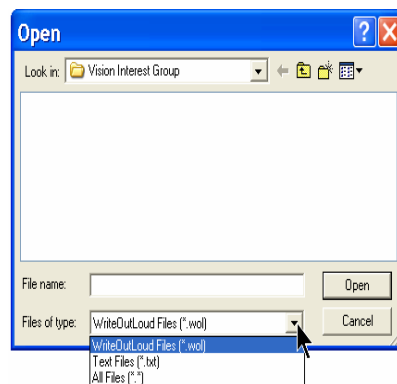 Open
Look in: Vision Interest Group
File name: Open
Files of type: WriteOutLoud Files (*.wol) Cancel
WriteOutLoud Files (*.wol)
Text Files (*.txt)
All Files (*.*)